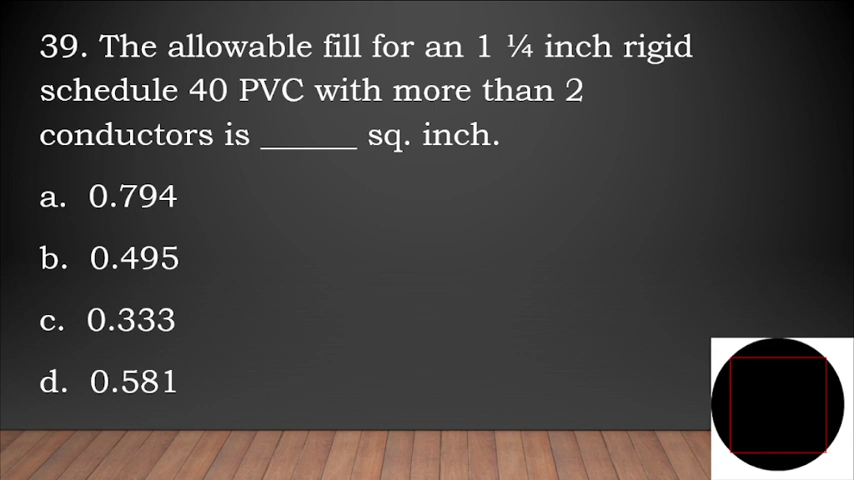 39. The allowable fill for an 1 ¼ inch rigid
schedule 40 PVC with more than 2
conductors is ______ sq. inch.
a. 0.794
b. 0.495
c. 0.333
d. 0.581